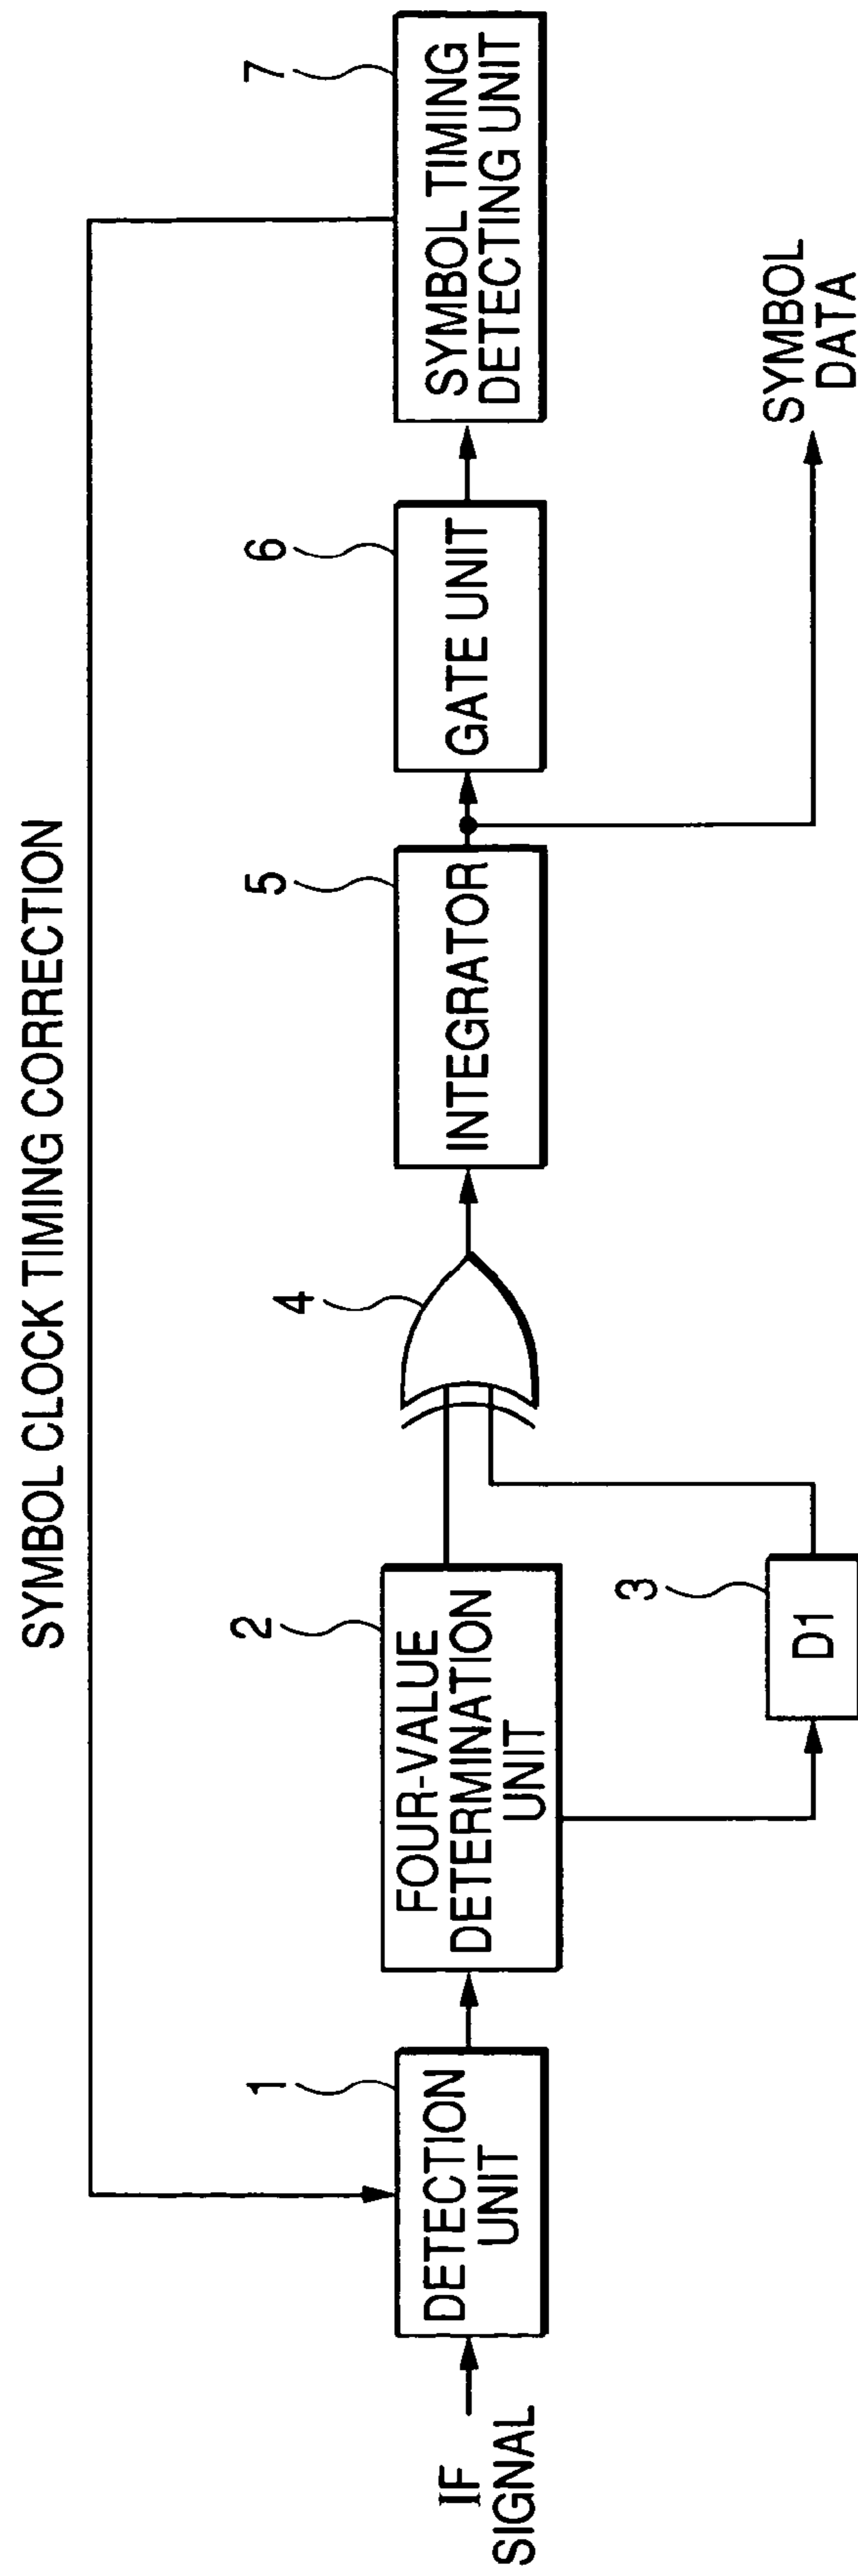 SYMBOL CLOCK TIMING CORRECTION
IF
SIGNAL
1
DETECTION
UNIT
2
FOUR-VALUE
DETERMINATION
UNIT
3
D1
4
5
INTEGRATOR
6
GATE UNIT
7
SYMBOL TIMING
DETECTING UNIT
SYMBOL
DATA